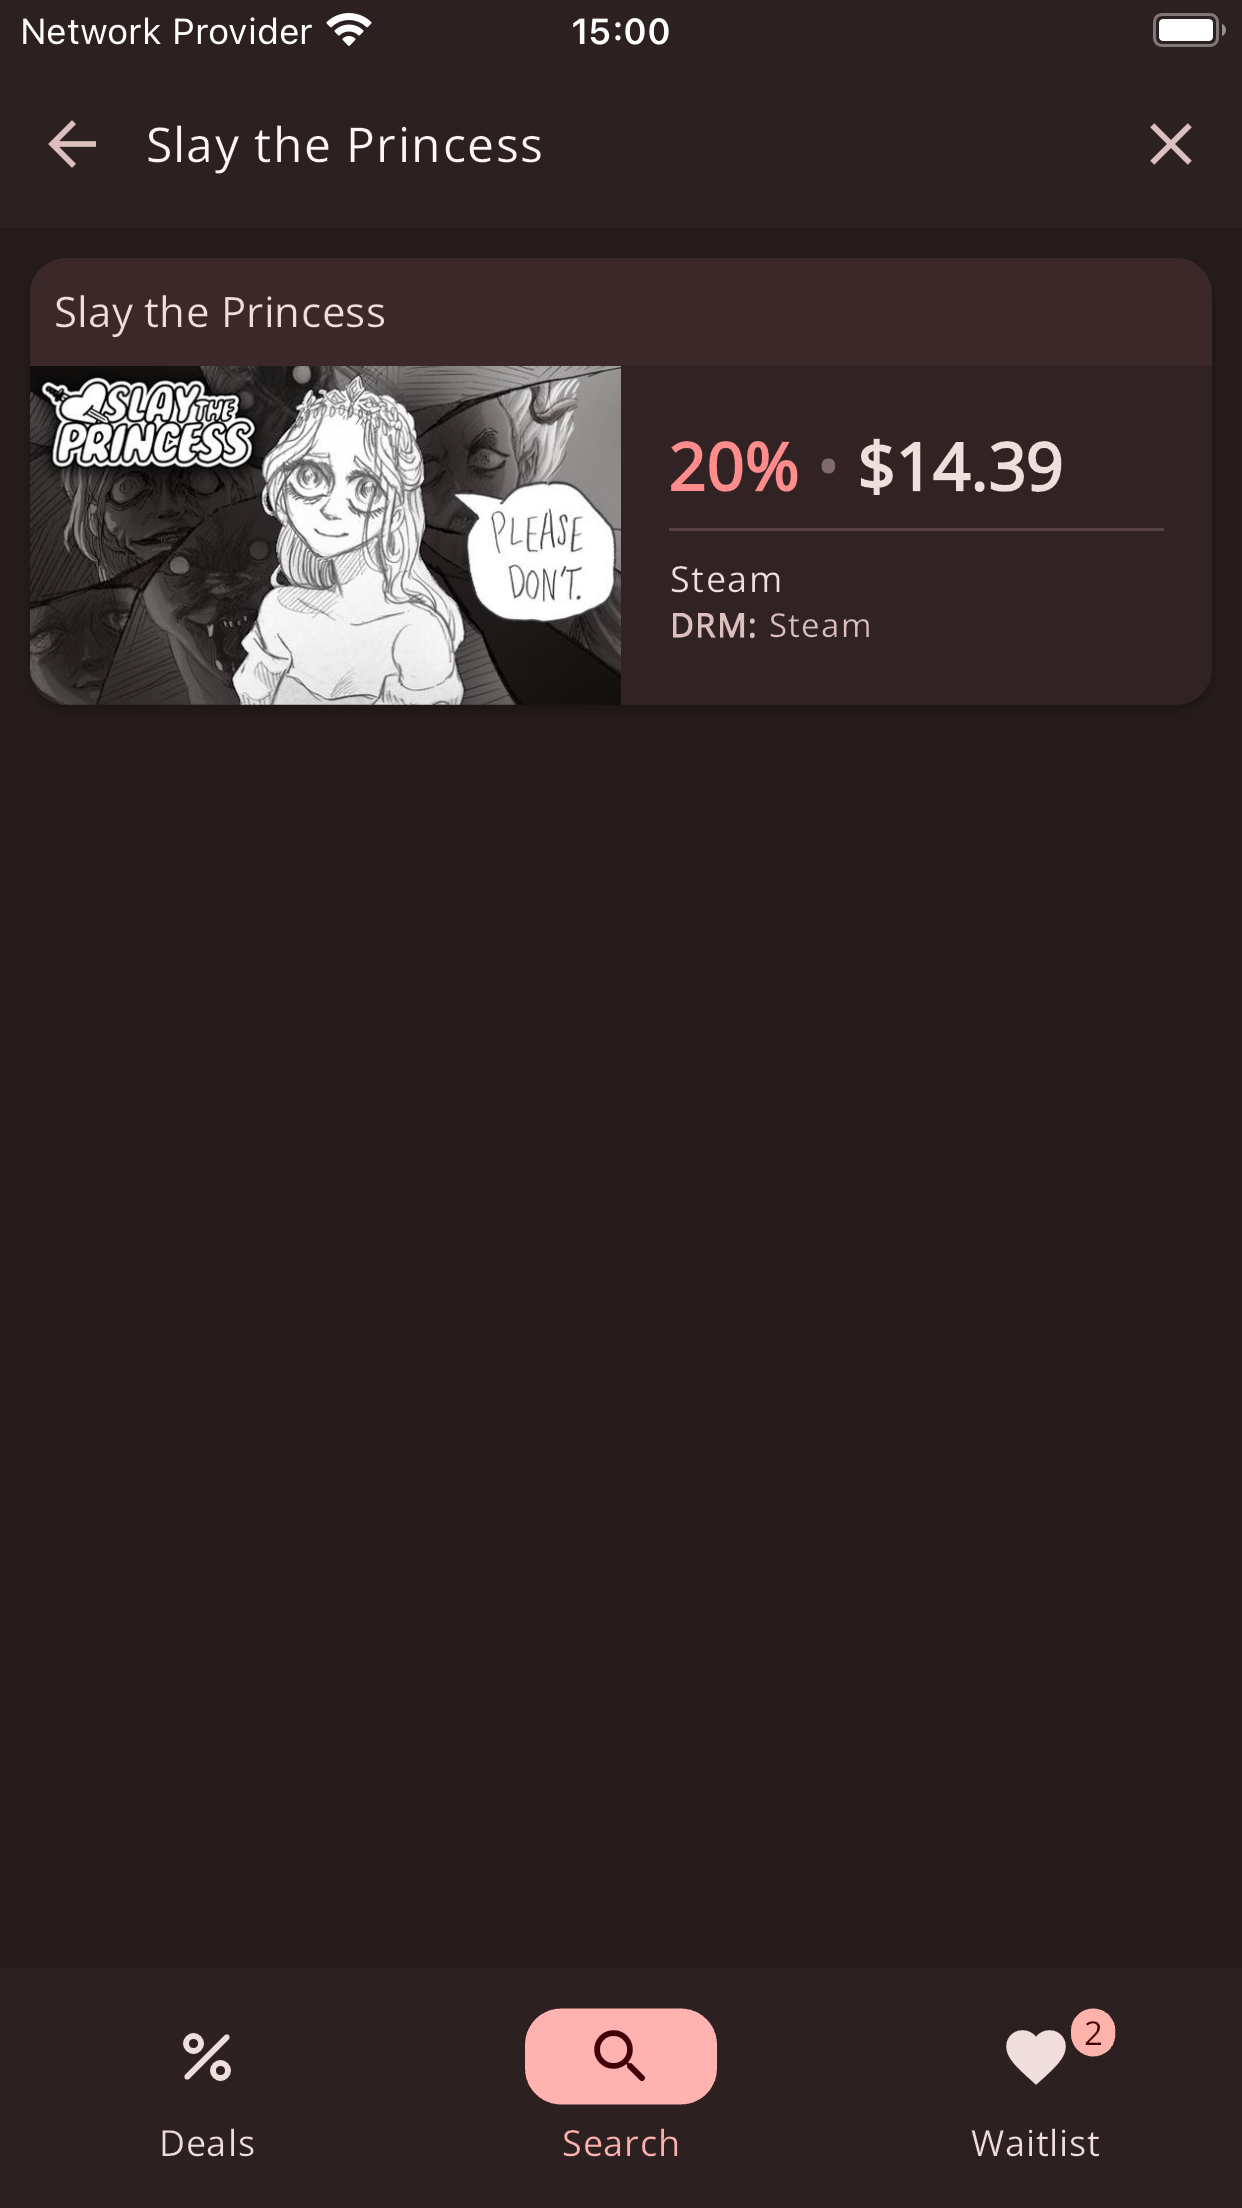 Network Provider 15:00
Slay the Princess
Slay the Princess
SLAY THE
PRINCESS
PLEASE
DON'T.
20% • $14.39
Steam
DRM: Steam
2
Deals Search Waitlist